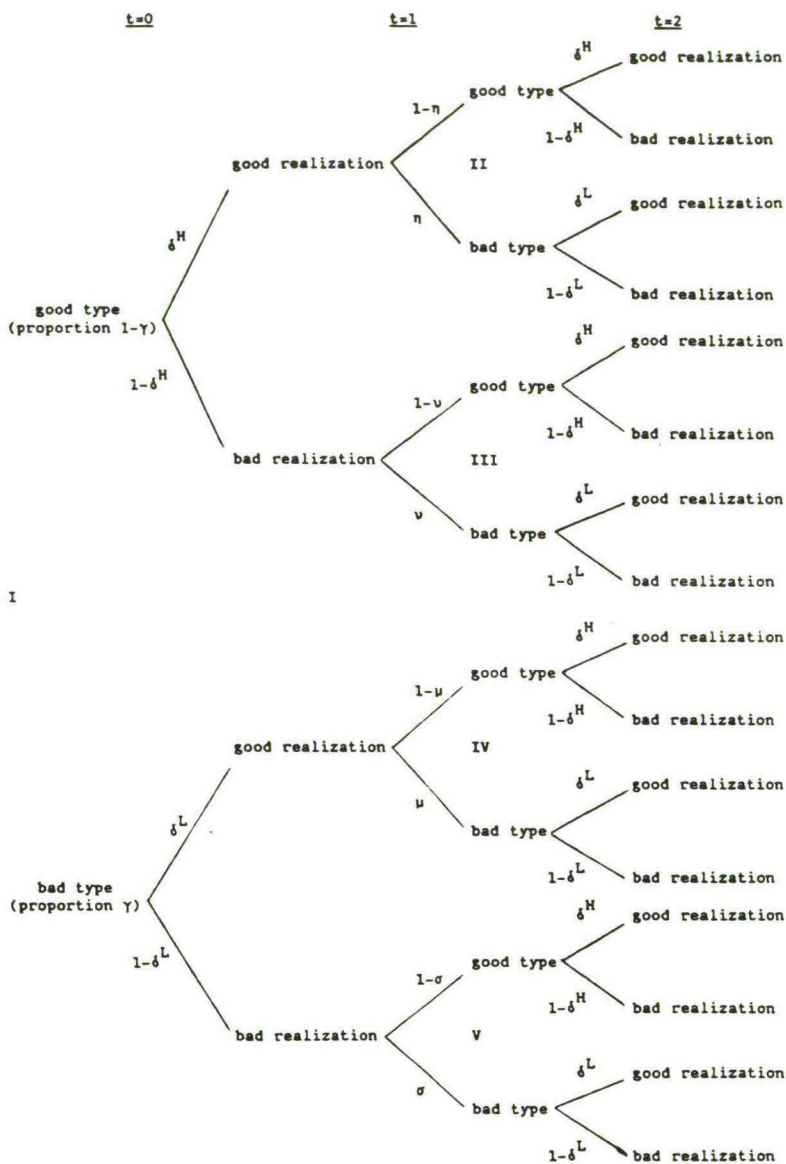 t=0 t=1 t=2
δ^H good realization
good type
1-η 1-δ^H bad realization
good realization II
η δ^L good realization
bad type
δ^H 1-δ^L bad realization
good type
(proportion 1-γ)
δ^H good realization
good type
1-δ^H 1-ν 1-δ^H bad realization
bad realization III
ν δ^L good realization
bad type
1-δ^L bad realization
I
δ^H good realization
good type
1-μ 1-δ^H bad realization
good realization IV
μ δ^L good realization
bad type
δ^L 1-δ^L bad realization
bad type
(proportion γ)
δ^H good realization
good type
1-δ^L 1-σ 1-δ^H bad realization
bad realization V
σ δ^L good realization
bad type
1-δ^L bad realization